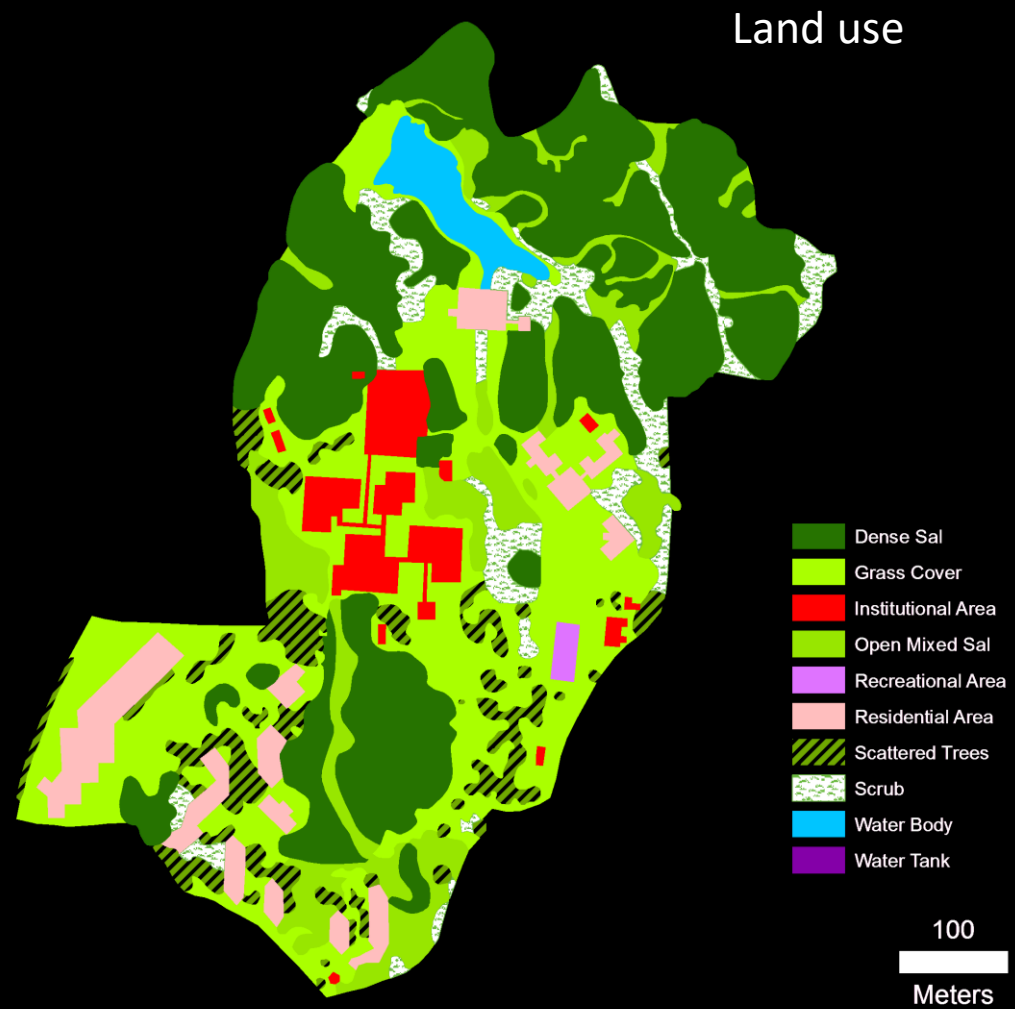 Land use
Dense Sal
Grass Cover
Institutional Area
Open Mixed Sal
Recreational Area
Residential Area
Scattered Trees
Scrub
Water Body
Water Tank
100
Meters